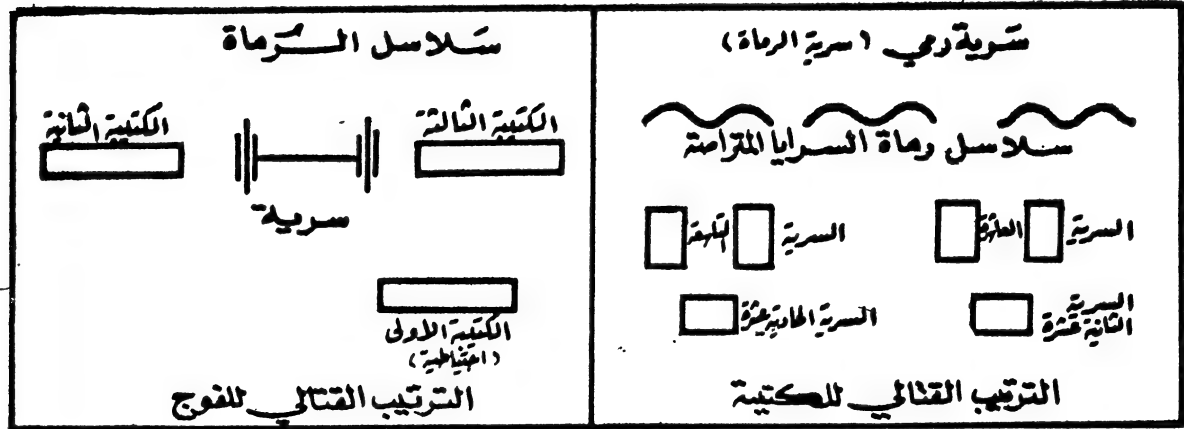 سرية رمي (سرية الرماة)
سلاسل رماة السرايا المتراصة
السرية العاشرة
السرية التاسعة
السرية الثانية عشرة
السرية الحادية عشرة
الترتيب القتالي للكتيبة
سلاسل الرماة
الكتيبة الثالثة
الكتيبة الثانية
سرية
الكتيبة الاولى
(احتياطية)
الترتيب القتالي للفوج